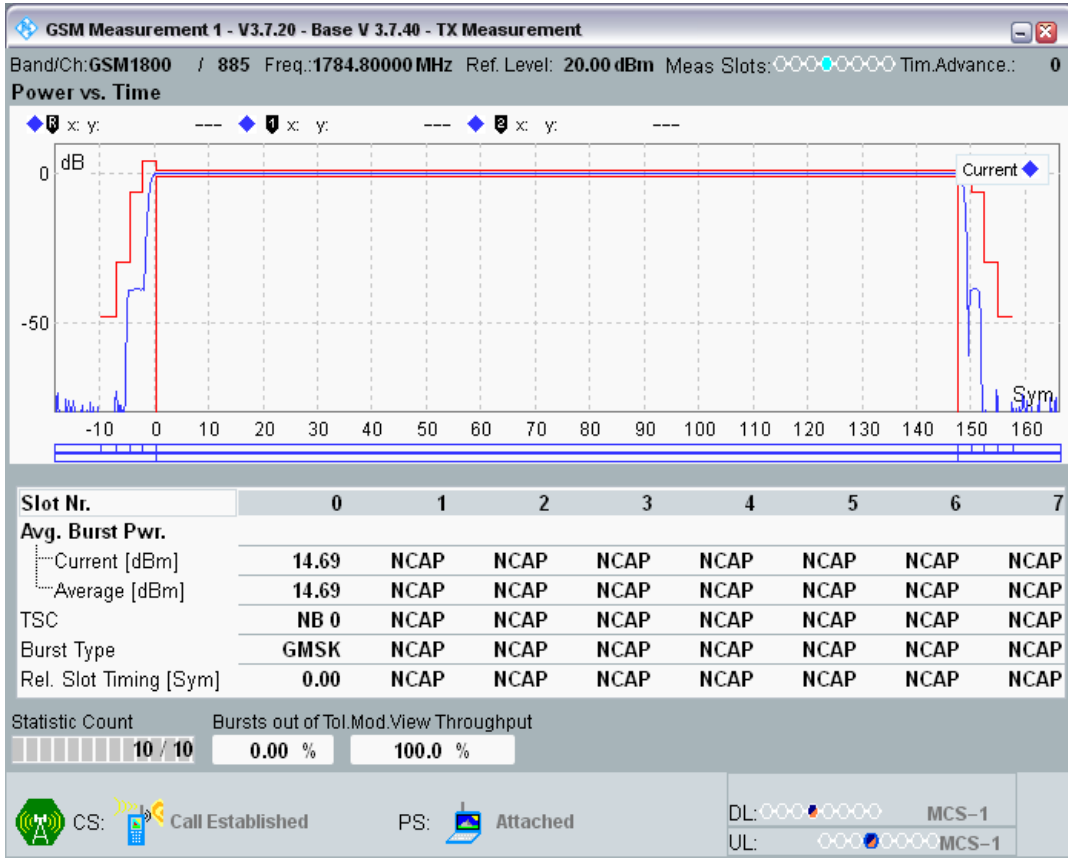 GSM Measurement 1 - V3.7.20 - Base V 3.7.40 - TX Measurement
Band/Ch:GSM1800 / 885 Freq.:1784.80000 MHz Ref. Level: 20.00 dBm Meas Slots: Tim.Advance.: 0
Power vs. Time
R x: y: --- 1 x: y: --- 2 x: y: ---
dB
0
Current
-50
Sym
-10 0 10 20 30 40 50 60 70 80 90 100 110 120 130 140 150 160
Slot Nr. 0 1 2 3 4 5 6 7
Avg. Burst Pwr.
Current [dBm] 14.69 NCAP NCAP NCAP NCAP NCAP NCAP NCAP
Average [dBm] 14.69 NCAP NCAP NCAP NCAP NCAP NCAP NCAP
TSC NB 0 NCAP NCAP NCAP NCAP NCAP NCAP NCAP
Burst Type GMSK NCAP NCAP NCAP NCAP NCAP NCAP NCAP
Rel. Slot Timing [Sym] 0.00 NCAP NCAP NCAP NCAP NCAP NCAP NCAP
Statistic Count Bursts out of Tol.Mod.View Throughput
10 / 10 0.00 % 100.0 %
CS: Call Established PS: Attached
DL: MCS-1
UL: MCS-1